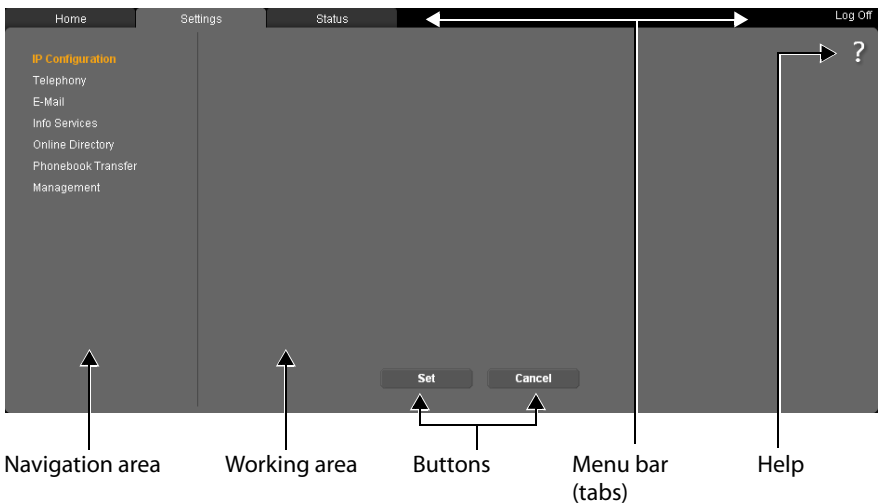 Home Settings Status Log Off
?
IP Configuration
Telephony
E-Mail
Info Services
Online Directory
Phonebook Transfer
Management
Set Cancel
Navigation area Working area Buttons Menu bar Help
(tabs)